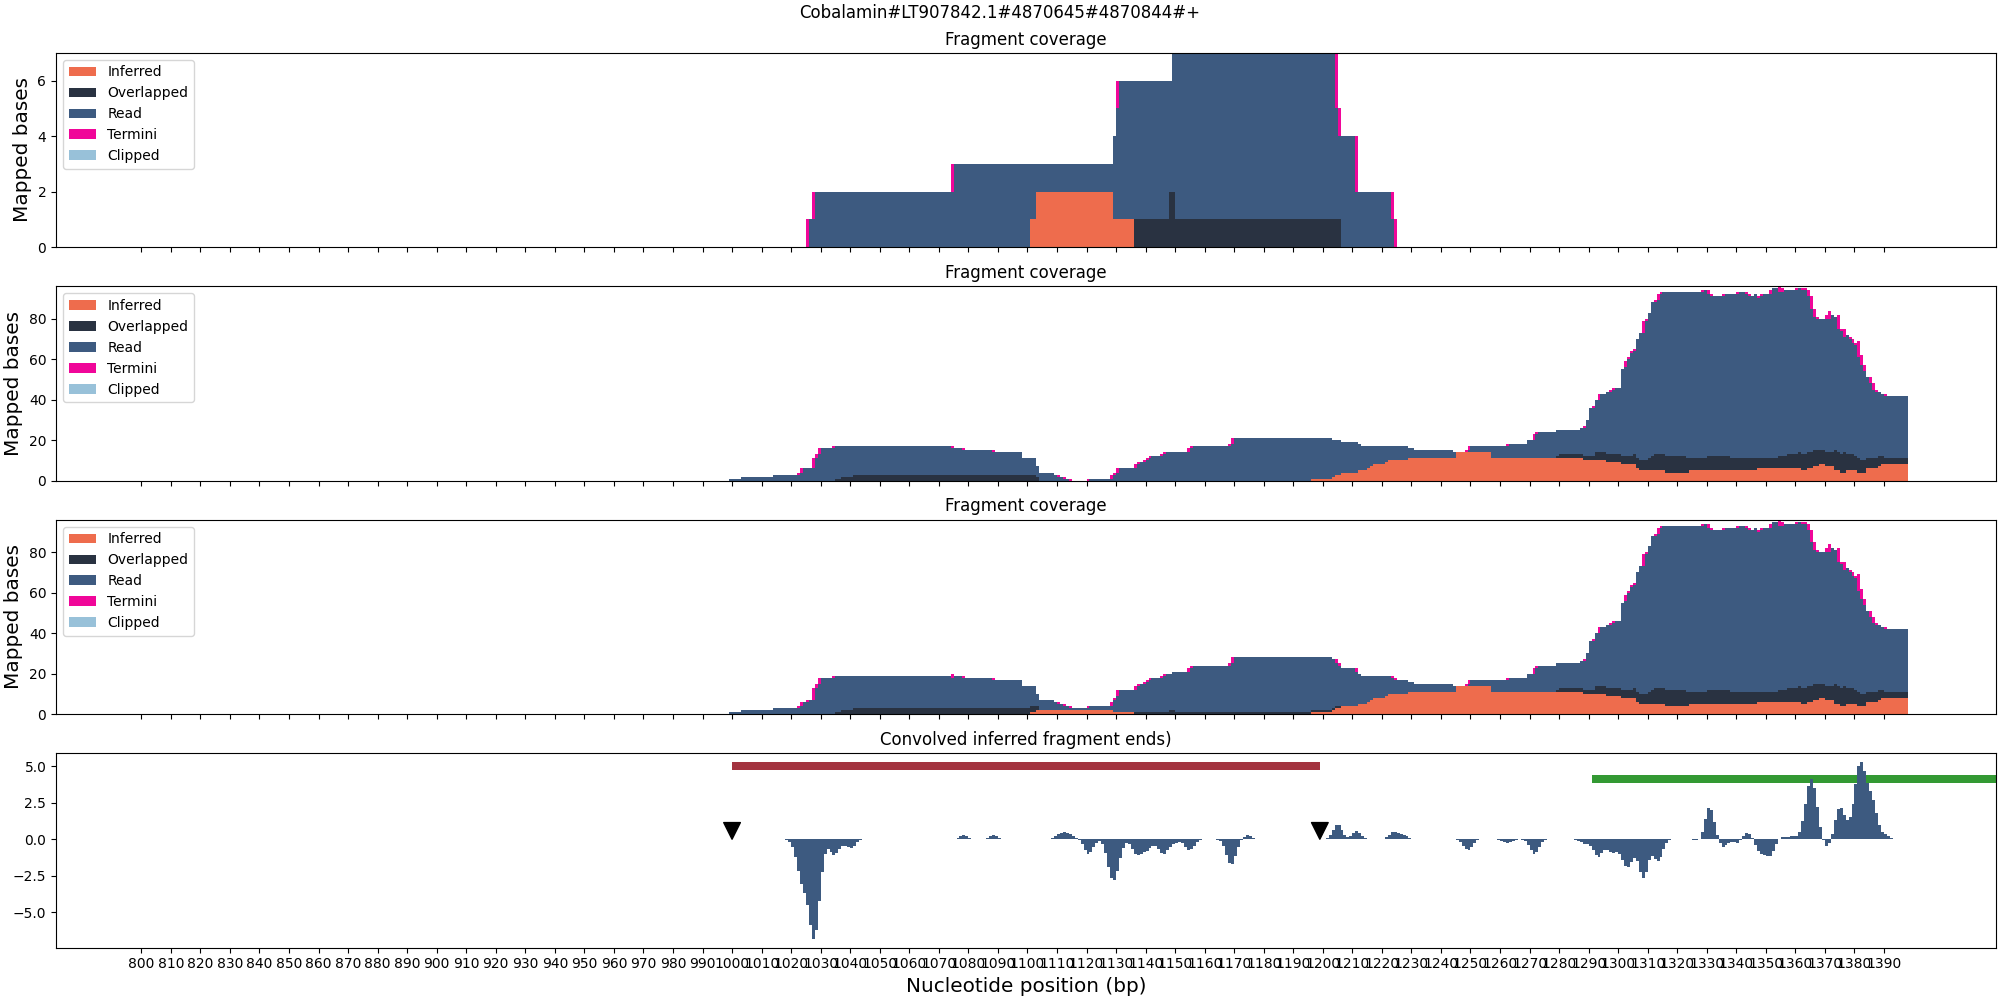 Cobalamin#LT907842.1#4870645#4870844#+
Fragment coverage
Mapped bases
6
4
2
0
Inferred
Overlapped
Read
Termini
Clipped
Fragment coverage
Mapped bases
80
60
40
20
0
Inferred
Overlapped
Read
Termini
Clipped
Fragment coverage
Mapped bases
80
60
40
20
0
Inferred
Overlapped
Read
Termini
Clipped
Convolved inferred fragment ends)
5.0
2.5
0.0
−2.5
−5.0
800 810 820 830 840 850 860 870 880 890 900 910 920 930 940 950 960 970 980 990 1000 1010 1020 1030 1040 1050 1060 1070 1080 1090 1100 1110 1120 1130 1140 1150 1160 1170 1180 1190 1200 1210 1220 1230 1240 1250 1260 1270 1280 1290 1300 1310 1320 1330 1340 1350 1360 1370 1380 1390
Nucleotide position (bp)